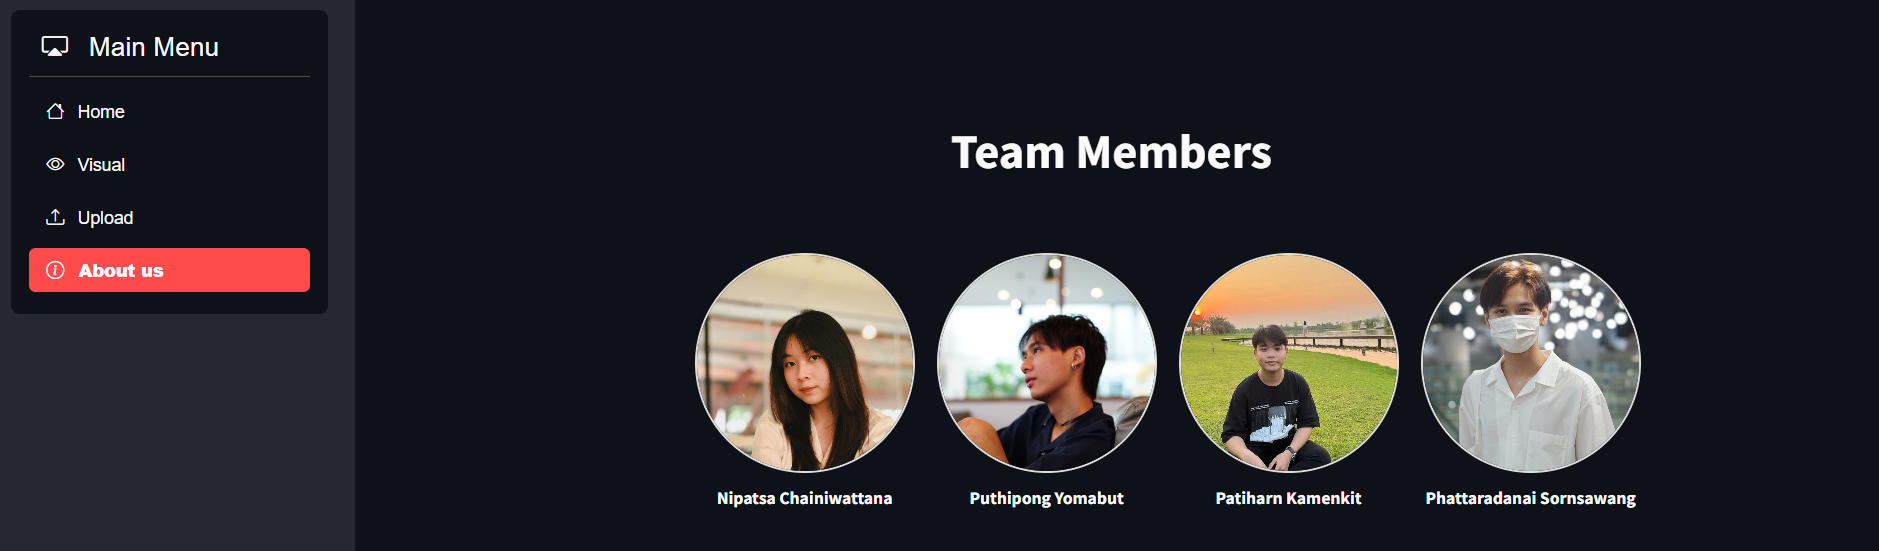 Main Menu
Home
Visual
Upload
About us
Team Members
Nipatsa Chainiwattana
Puthipong Yomabut
Patiharn Kamenkit
Phattaradanai Sornsawang